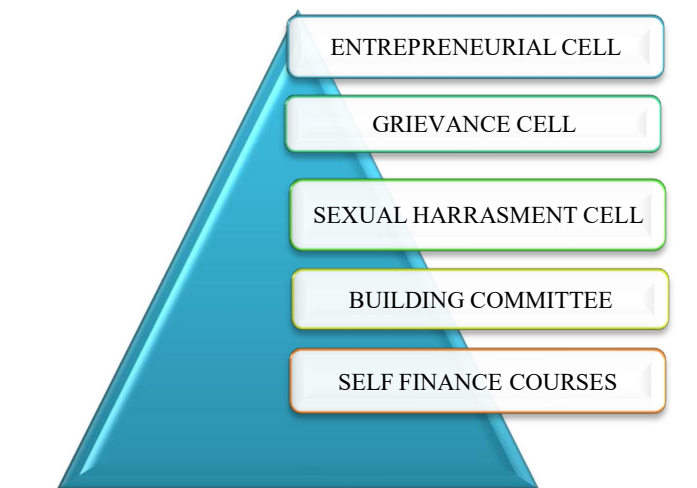 ENTREPRENEURIAL CELL
GRIEVANCE CELL
SEXUAL HARRASMENT CELL
BUILDING COMMITTEE
SELF FINANCE COURSES